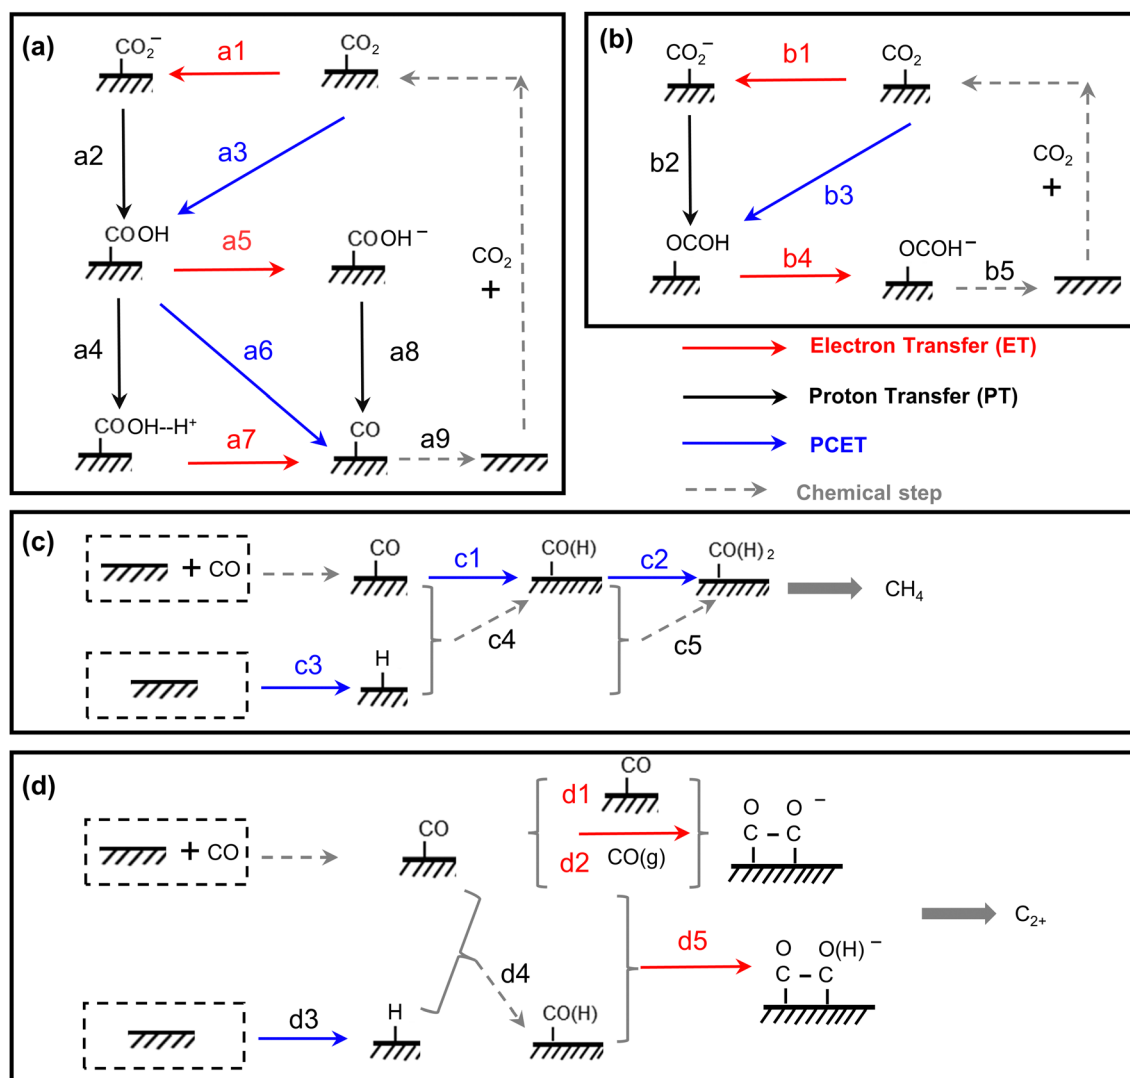 (a)
CO₂⁻ a1 CO₂
a2 a3
COOH a5 COOH⁻
CO₂
+
a4 a6 a8
COOH--H⁺ a7 CO a9
(b)
CO₂⁻ b1 CO₂
b2 b3 CO₂
+
OCOH b4 OCOH⁻ b5
Electron Transfer (ET)
Proton Transfer (PT)
PCET
Chemical step
(c)
+ CO CO c1 CO(H) c2 CO(H)₂
CH₄
c4 c5
c3 H
(d)
+ CO CO d1 CO
d2 CO(g)
O O ⁻
C – C
C₂₊
d4 d5
O O(H)⁻
C – C
d3 H CO(H)